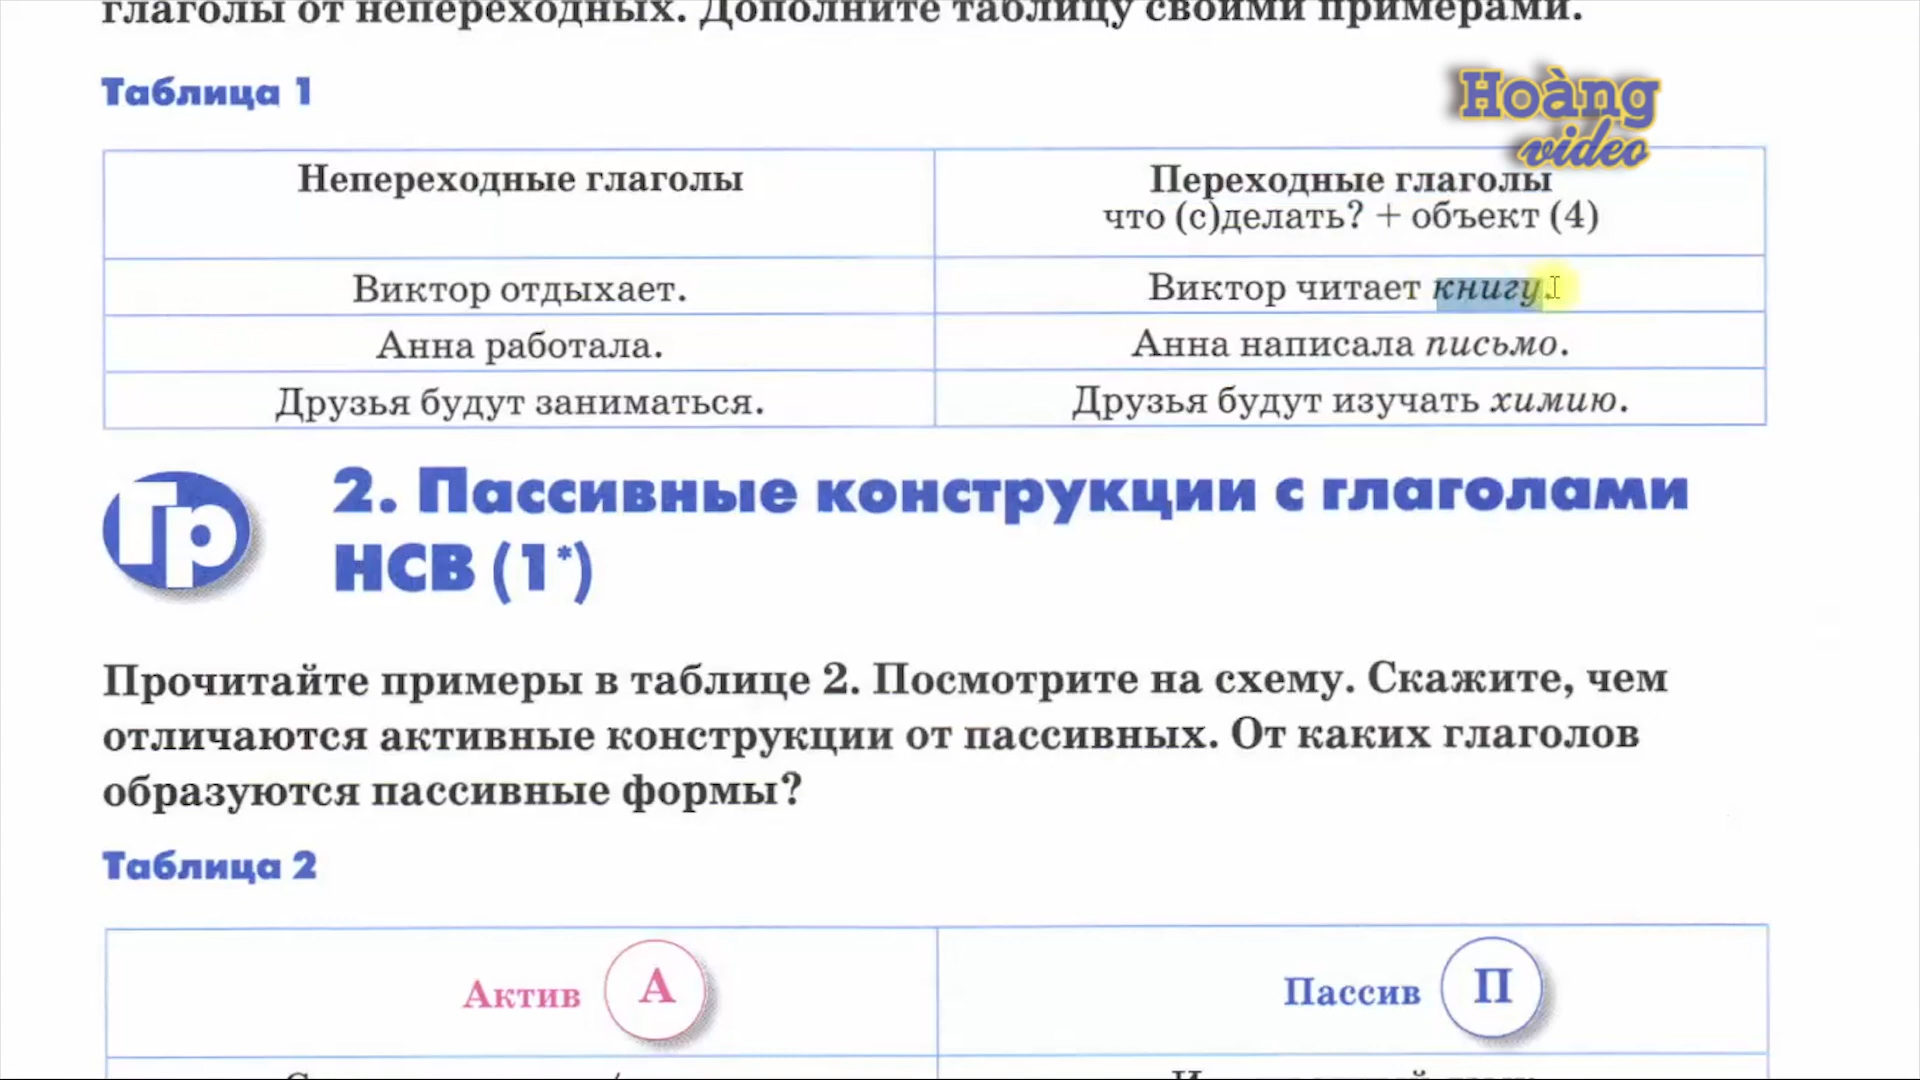 глаголы от непереходных. Дополните таблицу своими примерами.
Таблица 1
Hoàng
video
Непереходные глаголы
Переходные глаголы
что (с)делать? + объект (4)
Виктор отдыхает.
Виктор читает книгу.
Анна работала.
Анна написала письмо.
Друзья будут заниматься.
Друзья будут изучать химию.
Гр
2. Пассивные конструкции с глаголами
НСВ (1*)
Прочитайте примеры в таблице 2. Посмотрите на схему. Скажите, чем
отличаются активные конструкции от пассивных. От каких глаголов
образуются пассивные формы?
Таблица 2
Актив А
Пассив П